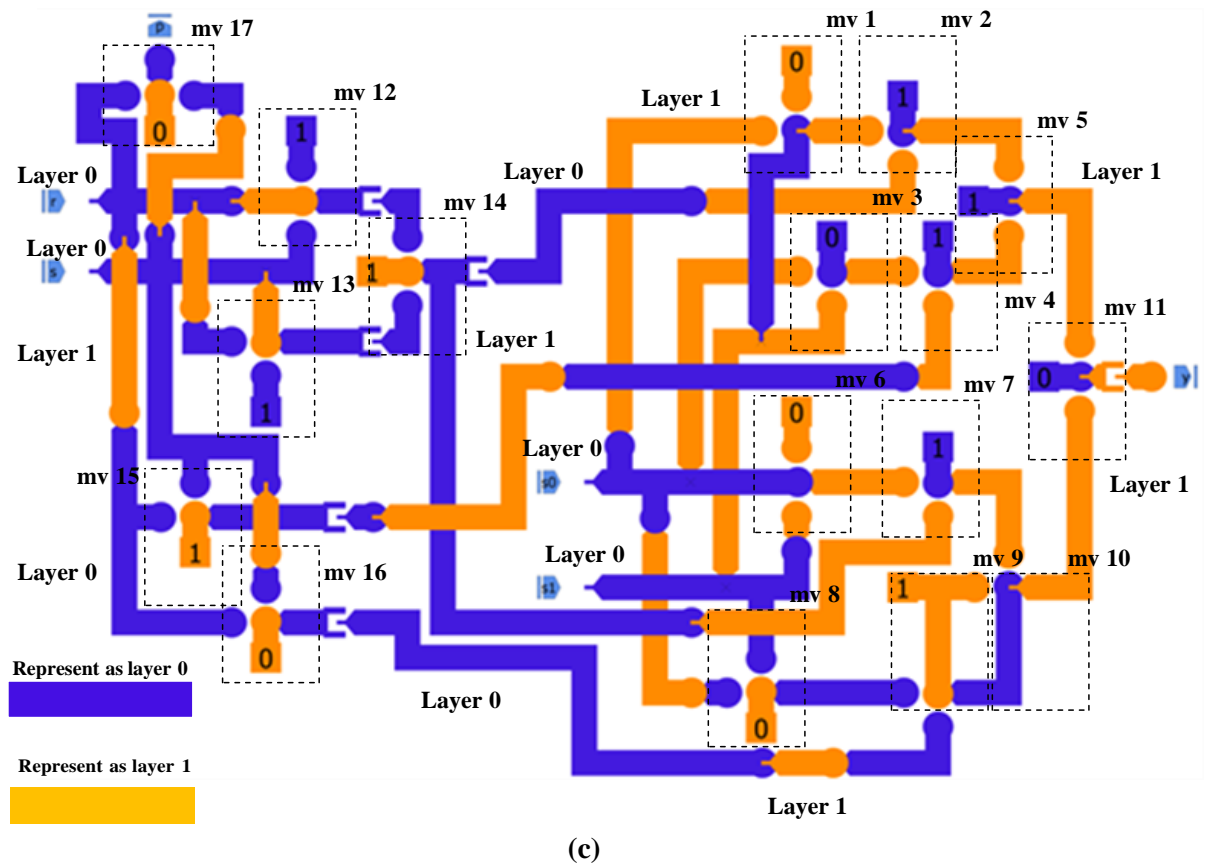 p
mv 17
mv 1
mv 2
0
mv 12
Layer 1
1
mv 5
0
1
Layer 0
Layer 0
Layer 1
r
mv 14
mv 3
1
Layer 0
0
1
s
1
mv 13
mv 4
mv 11
Layer 1
Layer 1
Layer 1
mv 6
mv 7
0
y
0
1
Layer 0
1
Layer 1
mv 15
s0
1
Layer 0
Layer 0
mv 16
mv 9
mv 10
s1
mv 8
1
0
Represent as layer 0
Layer 0
0
Represent as layer 1
Layer 1
(c)